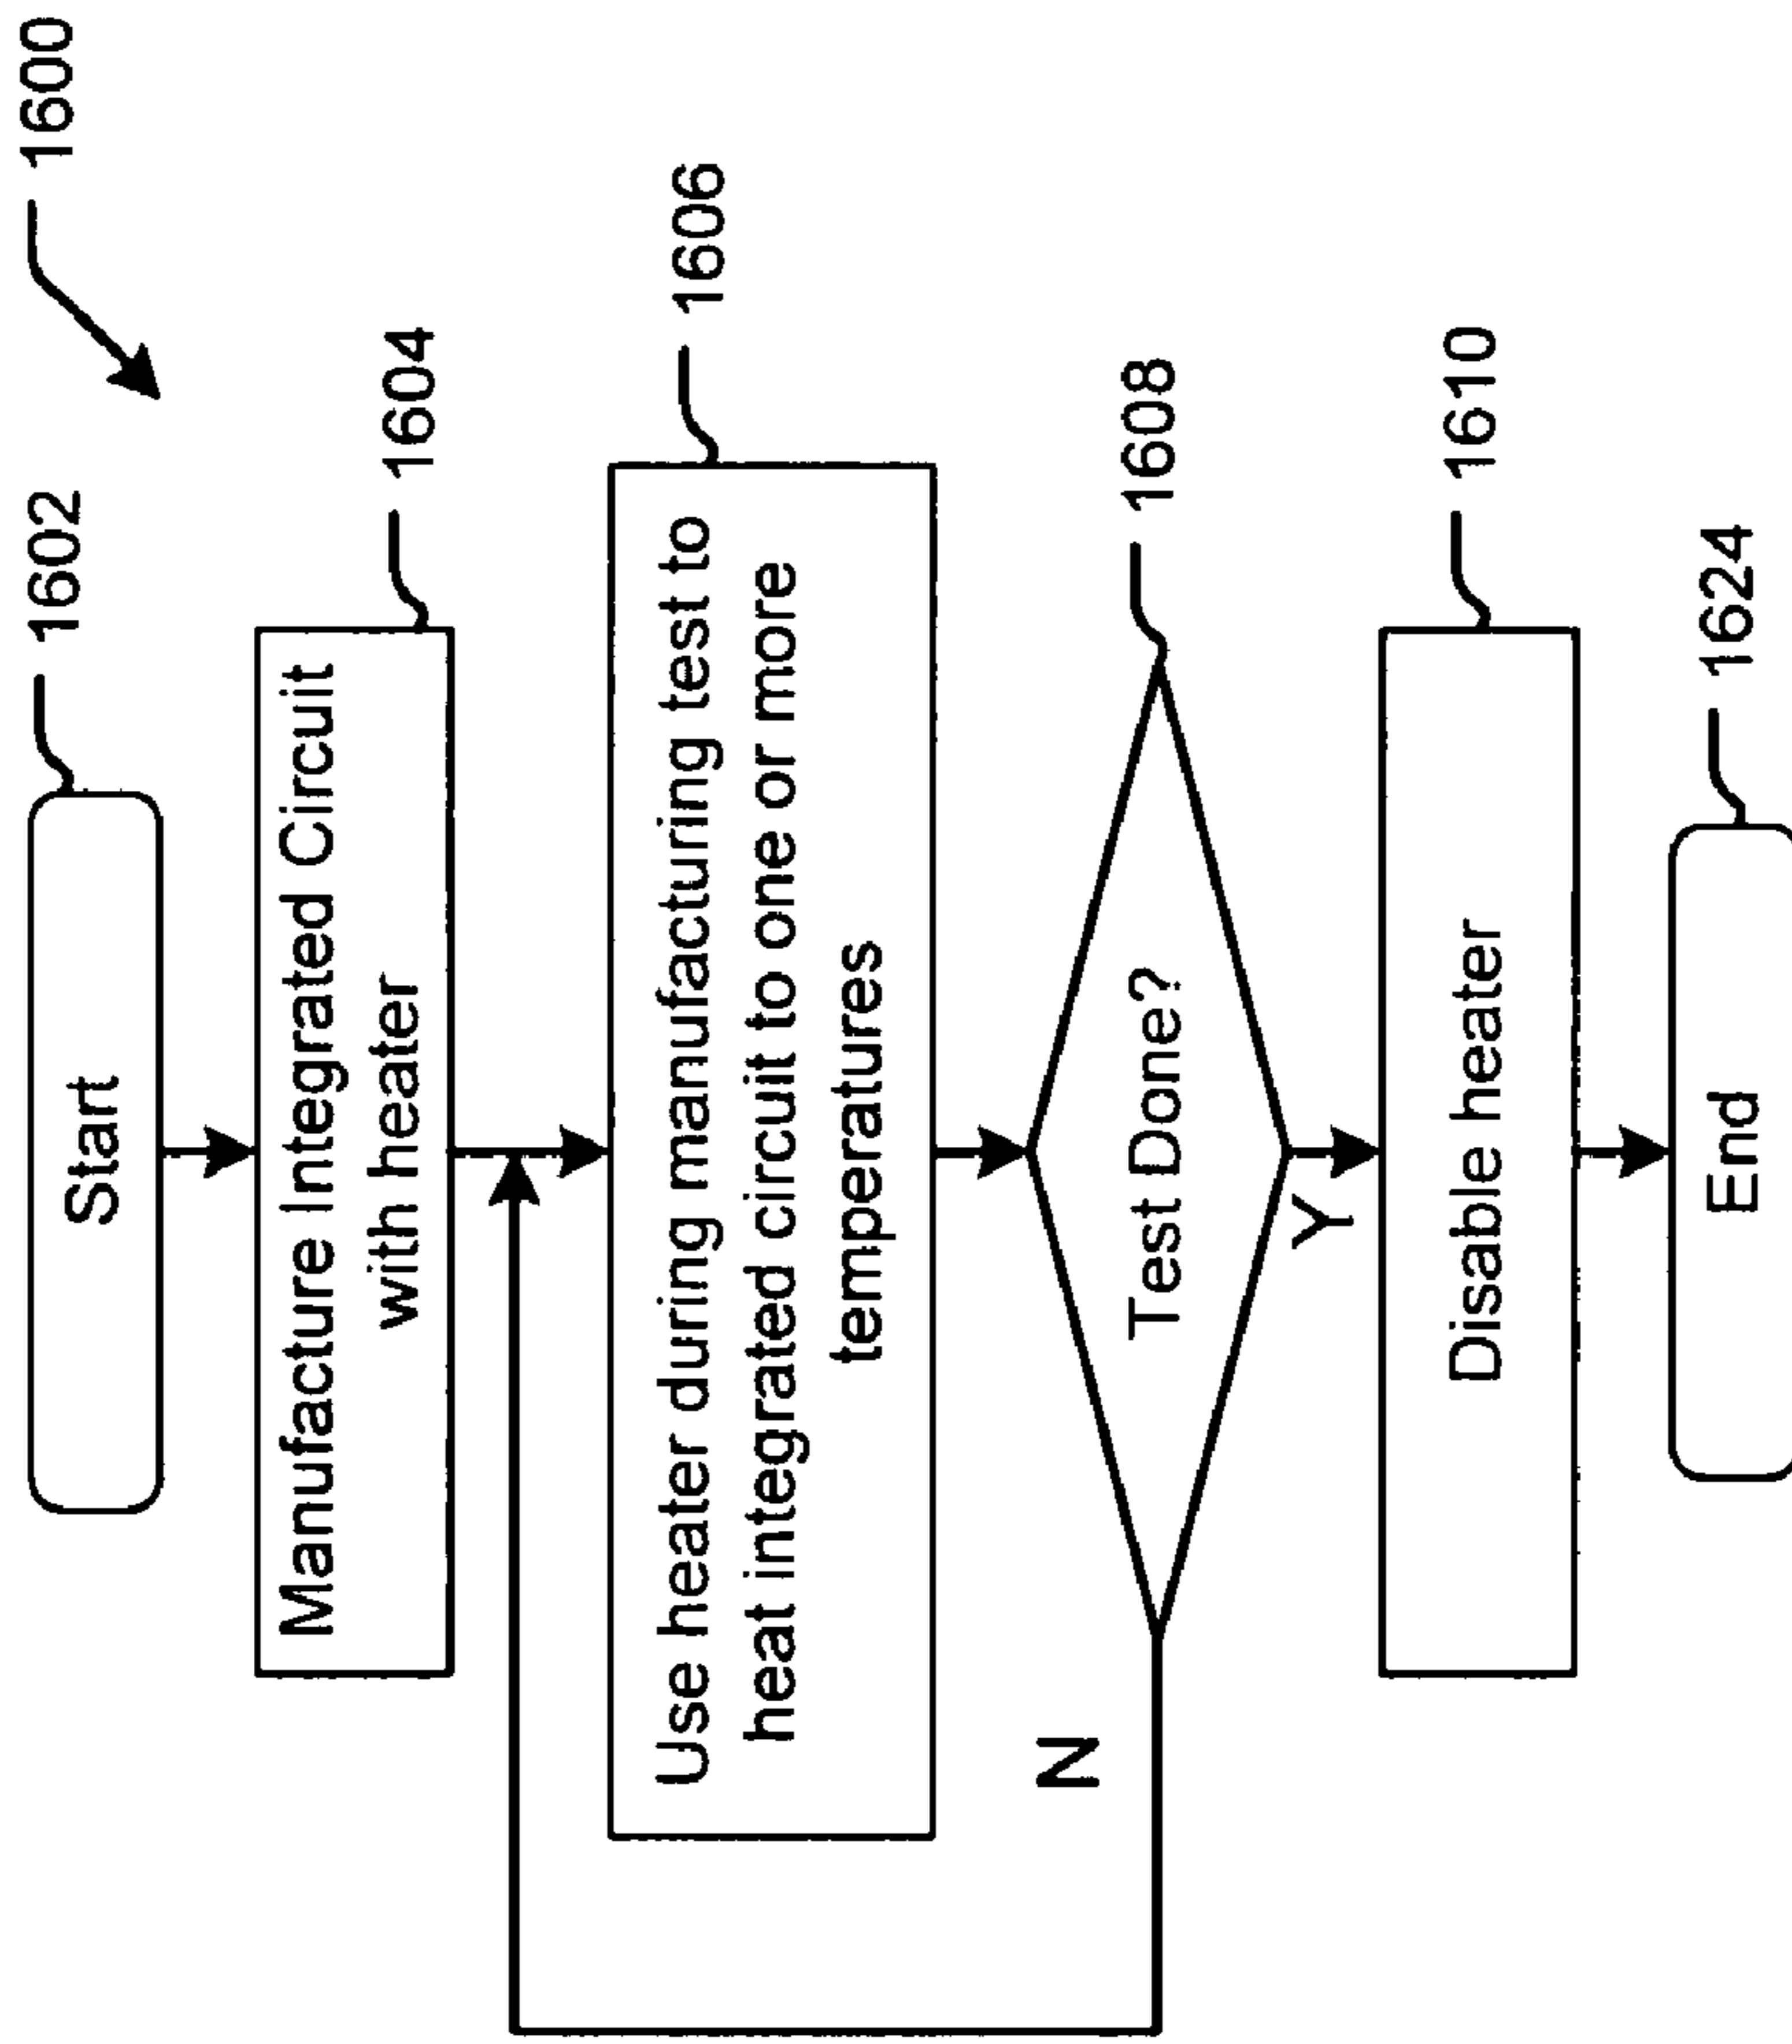 1600
Start
1602
Manufacture Integrated Circuit
with heater
1604
Use heater during manufacturing test to
heat integrated circuit to one or more
temperatures
1606
Test Done?
1608
N
Y
Disable heater
1610
End
1624